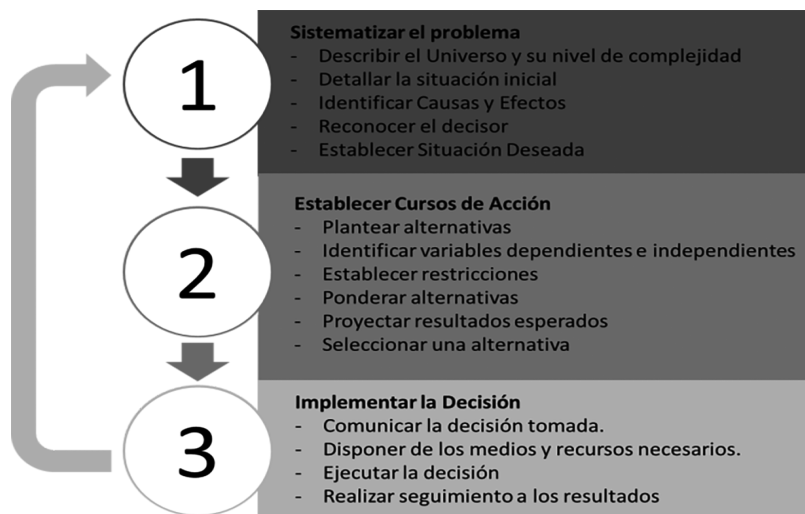 1
Sistematizar el problema
- Describir el Universo y su nivel de complejidad
- Detallar la situación inicial
- Identificar Causas y Efectos
- Reconocer el decisor
- Establecer Situación Deseada
2
Establecer Cursos de Acción
- Plantear alternativas
- Identificar variables dependientes e independientes
- Establecer restricciones
- Ponderar alternativas
- Proyectar resultados esperados
- Seleccionar una alternativa
3
Implementar la Decisión
- Comunicar la decisión tomada.
- Disponer de los medios y recursos necesarios.
- Ejecutar la decisión
- Realizar seguimiento a los resultados